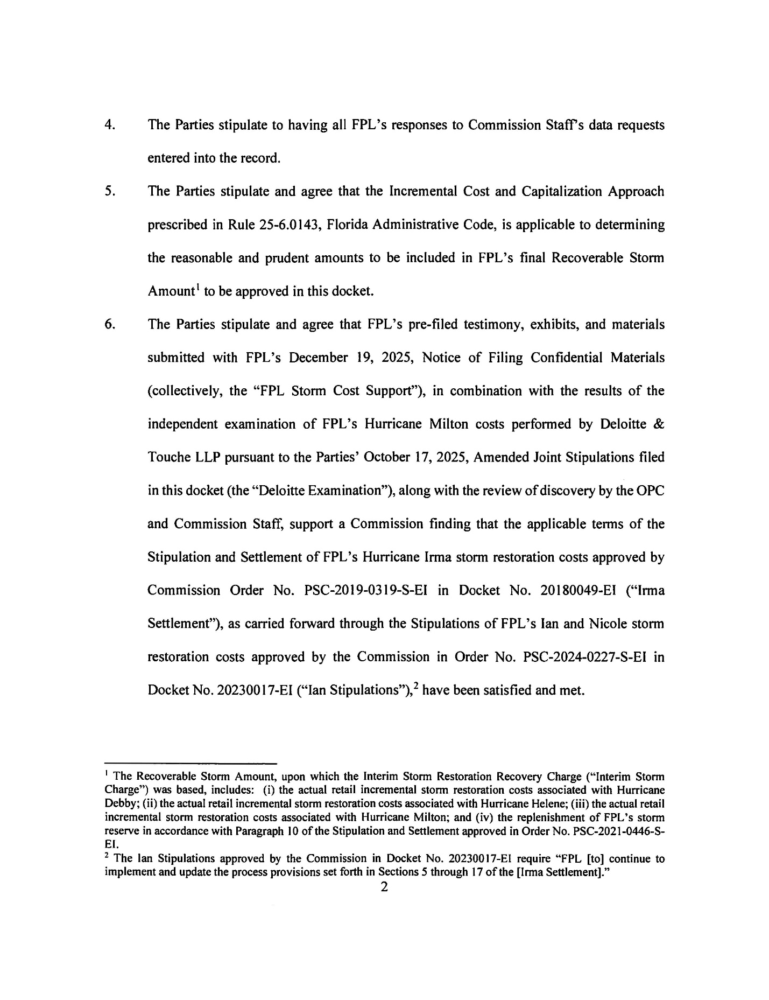 4. The Parties stipulate to having all FPL’s responses to Commission Staff’s data requests
entered into the record.
5. The Parties stipulate and agree that the Incremental Cost and Capitalization Approach
prescribed in Rule 25-6.0143, Florida Administrative Code, is applicable to determining
the reasonable and prudent amounts to be included in FPL’s final Recoverable Storm
Amount¹ to be approved in this docket.
6. The Parties stipulate and agree that FPL’s pre-filed testimony, exhibits, and materials
submitted with FPL’s December 19, 2025, Notice of Filing Confidential Materials
(collectively, the “FPL Storm Cost Support”), in combination with the results of the
independent examination of FPL’s Hurricane Milton costs performed by Deloitte &
Touche LLP pursuant to the Parties’ October 17, 2025, Amended Joint Stipulations filed
in this docket (the “Deloitte Examination”), along with the review of discovery by the OPC
and Commission Staff, support a Commission finding that the applicable terms of the
Stipulation and Settlement of FPL’s Hurricane Irma storm restoration costs approved by
Commission Order No. PSC-2019-0319-S-EI in Docket No. 20180049-EI (“Irma
Settlement”), as carried forward through the Stipulations of FPL’s Ian and Nicole storm
restoration costs approved by the Commission in Order No. PSC-2024-0227-S-EI in
Docket No. 20230017-EI (“Ian Stipulations”),² have been satisfied and met.
¹ The Recoverable Storm Amount, upon which the Interim Storm Restoration Recovery Charge (“Interim Storm
Charge”) was based, includes: (i) the actual retail incremental storm restoration costs associated with Hurricane
Debby; (ii) the actual retail incremental storm restoration costs associated with Hurricane Helene; (iii) the actual retail
incremental storm restoration costs associated with Hurricane Milton; and (iv) the replenishment of FPL’s storm
reserve in accordance with Paragraph 10 of the Stipulation and Settlement approved in Order No. PSC-2021-0446-S-
EI.
² The Ian Stipulations approved by the Commission in Docket No. 20230017-EI require “FPL [to] continue to
implement and update the process provisions set forth in Sections 5 through 17 of the [Irma Settlement].”
2